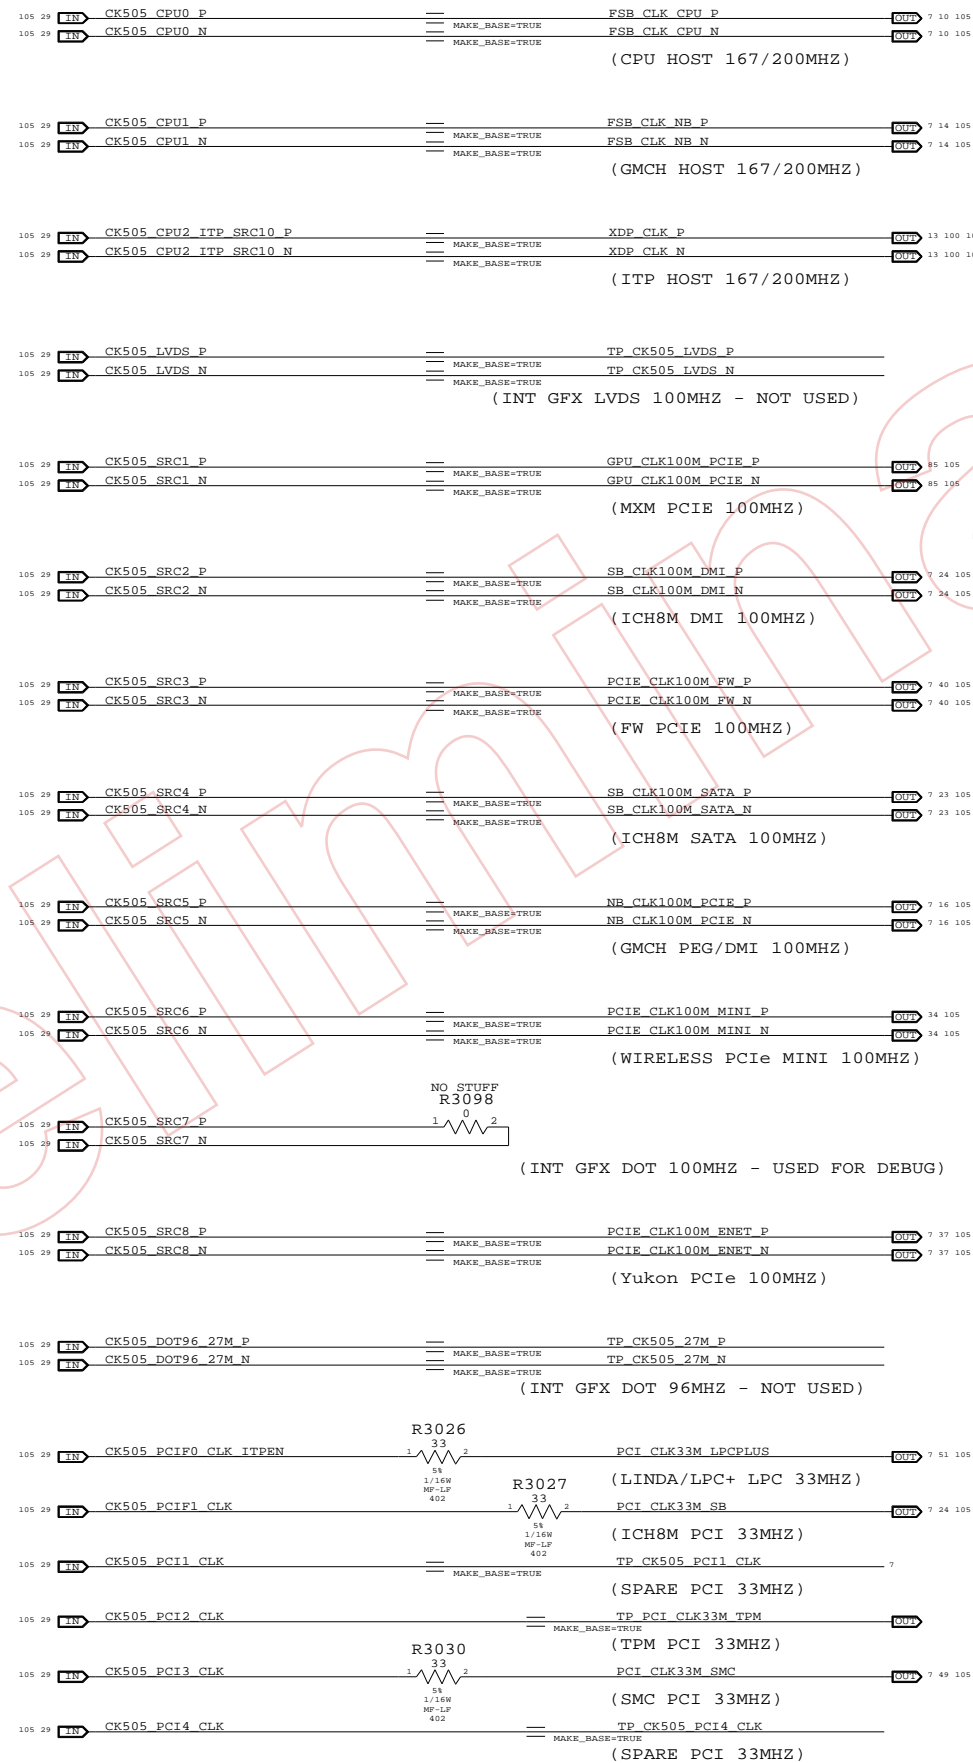 105 29 IN CK505_CPU0_P MAKE_BASE=TRUE FSB_CLK_CPU_P OUT 7 10 105
105 29 IN CK505_CPU0_N MAKE_BASE=TRUE FSB_CLK_CPU_N OUT 7 10 105
(CPU HOST 167/200MHZ)
105 29 IN CK505_CPU1_P MAKE_BASE=TRUE FSB_CLK_NB_P OUT 7 14 105
105 29 IN CK505_CPU1_N MAKE_BASE=TRUE FSB_CLK_NB_N OUT 7 14 105
(GMCH HOST 167/200MHZ)
105 29 IN CK505_CPU2_ITP_SRC10_P MAKE_BASE=TRUE XDP_CLK_P OUT 13 100
105 29 IN CK505_CPU2_ITP_SRC10_N MAKE_BASE=TRUE XDP_CLK_N OUT 13 100
(ITP HOST 167/200MHZ)
105 29 IN CK505_LVDS_P MAKE_BASE=TRUE TP_CK505_LVDS_P
105 29 IN CK505_LVDS_N MAKE_BASE=TRUE TP_CK505_LVDS_N
(INT GFX LVDS 100MHZ - NOT USED)
105 29 IN CK505_SRC1_P MAKE_BASE=TRUE GPU_CLK100M_PCIE_P OUT 85 105
105 29 IN CK505_SRC1_N MAKE_BASE=TRUE GPU_CLK100M_PCIE_N OUT 85 105
(MXM PCIE 100MHZ)
105 29 IN CK505_SRC2_P MAKE_BASE=TRUE SB_CLK100M_DMI_P OUT 7 24 105
105 29 IN CK505_SRC2_N MAKE_BASE=TRUE SB_CLK100M_DMI_N OUT 7 24 105
(ICH8M DMI 100MHZ)
105 29 IN CK505_SRC3_P MAKE_BASE=TRUE PCIE_CLK100M_FW_P OUT 7 40 105
105 29 IN CK505_SRC3_N MAKE_BASE=TRUE PCIE_CLK100M_FW_N OUT 7 40 105
(FW PCIE 100MHZ)
105 29 IN CK505_SRC4_P MAKE_BASE=TRUE SB_CLK100M_SATA_P OUT 7 23 105
105 29 IN CK505_SRC4_N MAKE_BASE=TRUE SB_CLK100M_SATA_N OUT 7 23 105
(ICH8M SATA 100MHZ)
105 29 IN CK505_SRC5_P MAKE_BASE=TRUE NB_CLK100M_PCIE_P OUT 7 16 105
105 29 IN CK505_SRC5_N MAKE_BASE=TRUE NB_CLK100M_PCIE_N OUT 7 16 105
(GMCH PEG/DMI 100MHZ)
105 29 IN CK505_SRC6_P MAKE_BASE=TRUE PCIE_CLK100M_MINI_P OUT 34 105
105 29 IN CK505_SRC6_N MAKE_BASE=TRUE PCIE_CLK100M_MINI_N OUT 34 105
(WIRELESS PCIe MINI 100MHZ)
NO STUFF
R3098
0
105 29 IN CK505_SRC7_P 1 2
105 29 IN CK505_SRC7_N
(INT GFX DOT 100MHZ - USED FOR DEBUG)
105 29 IN CK505_SRC8_P MAKE_BASE=TRUE PCIE_CLK100M_ENET_P OUT 7 37 105
105 29 IN CK505_SRC8_N MAKE_BASE=TRUE PCIE_CLK100M_ENET_N OUT 7 37 105
(Yukon PCIe 100MHZ)
105 29 IN CK505_DOT96_27M_P MAKE_BASE=TRUE TP_CK505_27M_P
105 29 IN CK505_DOT96_27M_N MAKE_BASE=TRUE TP_CK505_27M_N
(INT GFX DOT 96MHZ - NOT USED)
R3026
33
105 29 IN CK505_PCIF0_CLK_ITPEN 1 2 PCI_CLK33M_LPCPLUS OUT 7 51 105
5%
1/16W
MF-LF
402
(LINDA/LPC+ LPC 33MHZ)
R3027
33
105 29 IN CK505_PCIF1_CLK 1 2 PCI_CLK33M_SB OUT 7 24 105
5%
1/16W
MF-LF
402
(ICH8M PCI 33MHZ)
105 29 IN CK505_PCI1_CLK MAKE_BASE=TRUE TP_CK505_PCI1_CLK 7
(SPARE PCI 33MHZ)
105 29 IN CK505_PCI2_CLK MAKE_BASE=TRUE TP_PCI_CLK33M_TPM OUT
(TPM PCI 33MHZ)
R3030
33
105 29 IN CK505_PCI3_CLK 1 2 PCI_CLK33M_SMC OUT 7 49 105
5%
1/16W
MF-LF
402
(SMC PCI 33MHZ)
105 29 IN CK505_PCI4_CLK MAKE_BASE=TRUE TP_CK505_PCI4_CLK
(SPARE PCI 33MHZ)